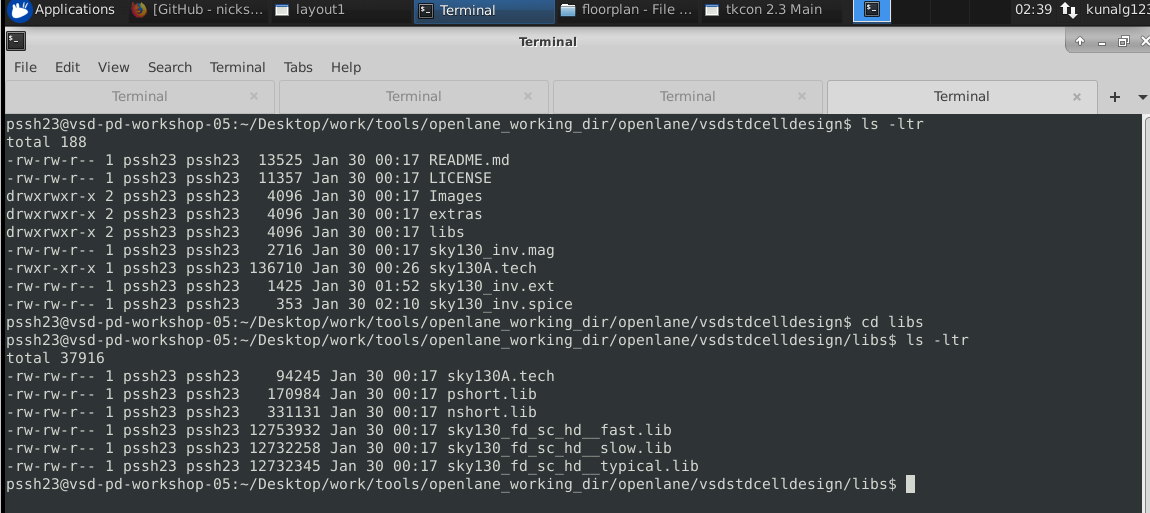 Applications [GitHub - nicks... layout1 Terminal floorplan - File ... tkcon 2.3 Main 02:39 kunalg123
Terminal
File Edit View Search Terminal Tabs Help
Terminal × Terminal × Terminal × Terminal × +
pssh23@vsd-pd-workshop-05:~/Desktop/work/tools/openlane_working_dir/openlane/vsdstdcelldesign$ ls -ltr
total 188
-rw-rw-r-- 1 pssh23 pssh23  13525 Jan 30 00:17 README.md
-rw-rw-r-- 1 pssh23 pssh23  11357 Jan 30 00:17 LICENSE
drwxrwxr-x 2 pssh23 pssh23   4096 Jan 30 00:17 Images
drwxrwxr-x 2 pssh23 pssh23   4096 Jan 30 00:17 extras
drwxrwxr-x 2 pssh23 pssh23   4096 Jan 30 00:17 libs
-rw-rw-r-- 1 pssh23 pssh23   2716 Jan 30 00:17 sky130_inv.mag
-rwxr-xr-x 1 pssh23 pssh23 136710 Jan 30 00:26 sky130A.tech
-rw-rw-r-- 1 pssh23 pssh23   1425 Jan 30 01:52 sky130_inv.ext
-rw-rw-r-- 1 pssh23 pssh23    353 Jan 30 02:10 sky130_inv.spice
pssh23@vsd-pd-workshop-05:~/Desktop/work/tools/openlane_working_dir/openlane/vsdstdcelldesign$ cd libs
pssh23@vsd-pd-workshop-05:~/Desktop/work/tools/openlane_working_dir/openlane/vsdstdcelldesign/libs$ ls -ltr
total 37916
-rw-rw-r-- 1 pssh23 pssh23    94245 Jan 30 00:17 sky130A.tech
-rw-rw-r-- 1 pssh23 pssh23   170984 Jan 30 00:17 pshort.lib
-rw-rw-r-- 1 pssh23 pssh23   331131 Jan 30 00:17 nshort.lib
-rw-rw-r-- 1 pssh23 pssh23 12753932 Jan 30 00:17 sky130_fd_sc_hd__fast.lib
-rw-rw-r-- 1 pssh23 pssh23 12732258 Jan 30 00:17 sky130_fd_sc_hd__slow.lib
-rw-rw-r-- 1 pssh23 pssh23 12732345 Jan 30 00:17 sky130_fd_sc_hd__typical.lib
pssh23@vsd-pd-workshop-05:~/Desktop/work/tools/openlane_working_dir/openlane/vsdstdcelldesign/libs$